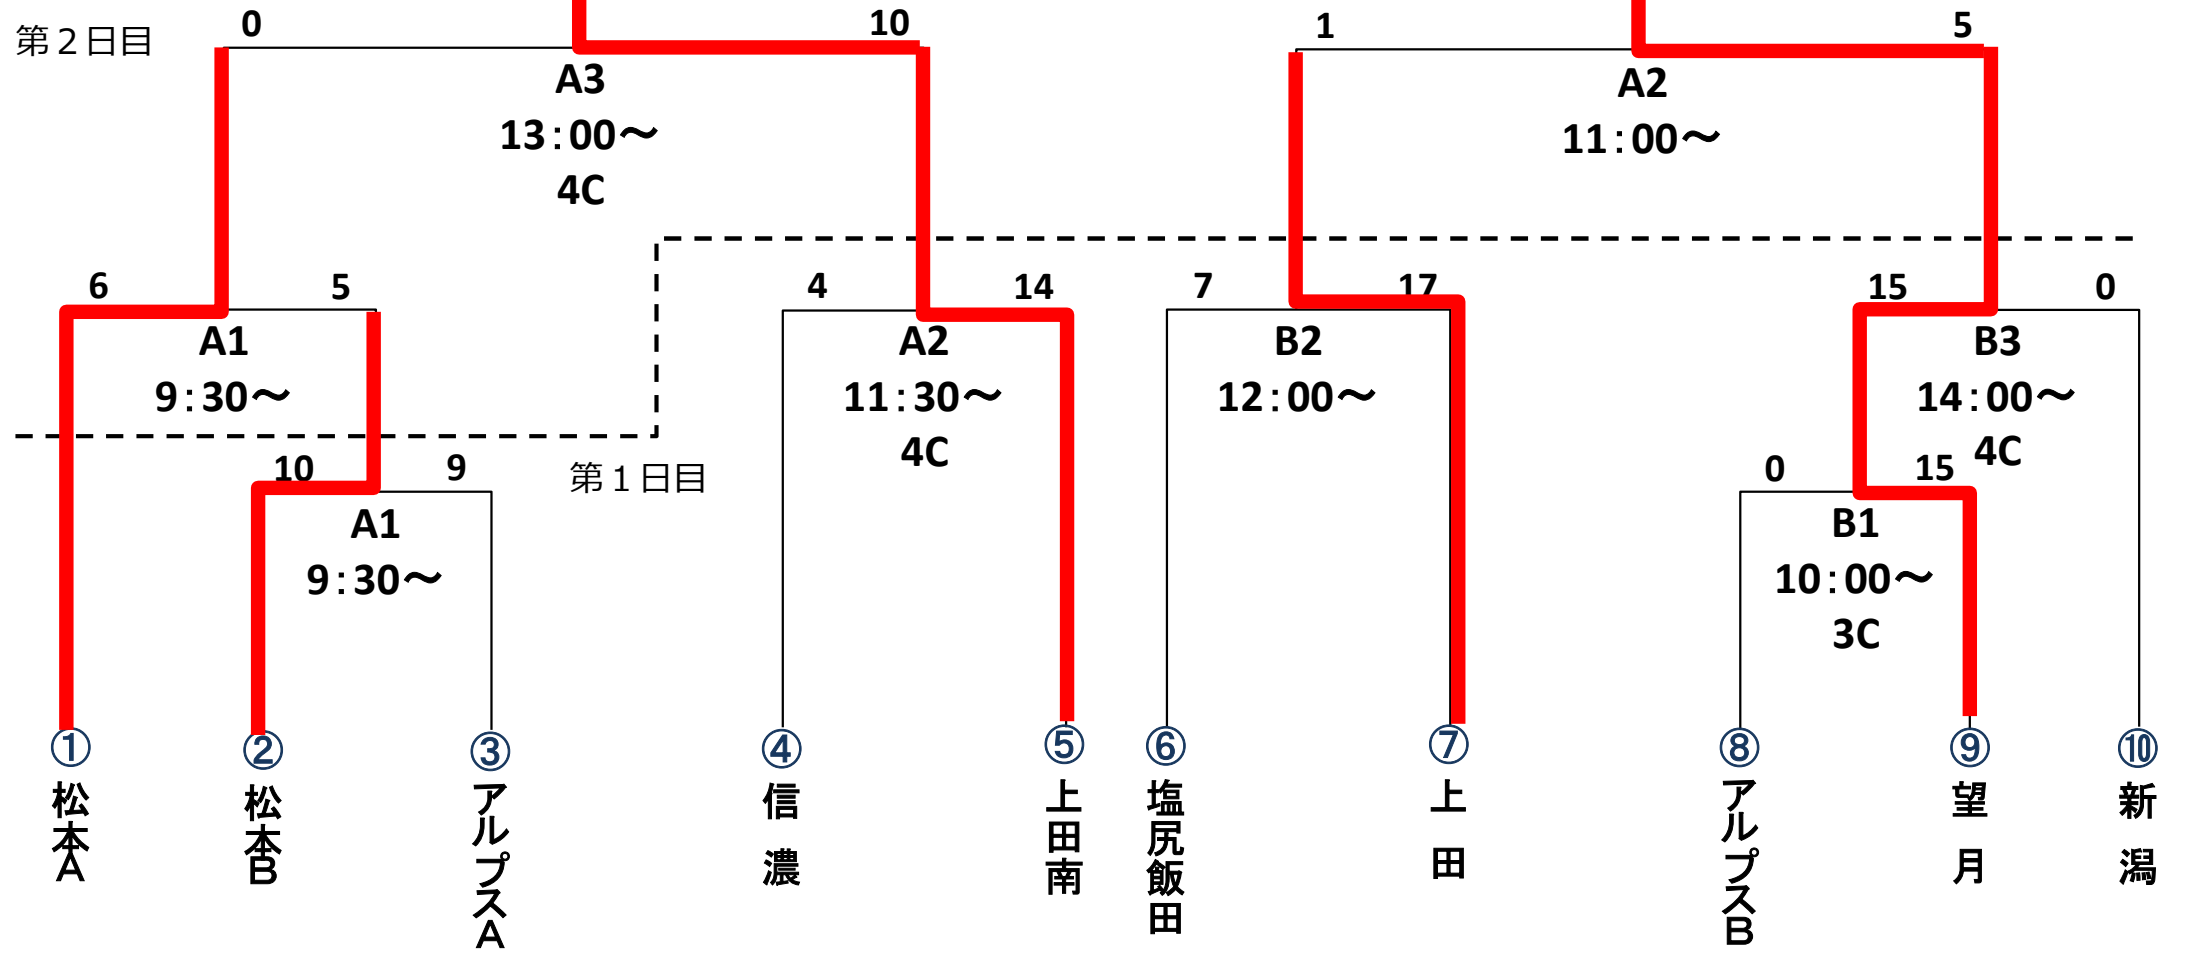 第２日目
0
10
1
5
A3
13:00～
4C
A2
11:00～
6
5
4
14
7
17
15
0
A1
9:30～
A2
11:30～
4C
B2
12:00～
B3
14:00～
4C
10
9
第１日目
0
15
A1
9:30～
B1
10:00～
3C
①
②
③
④
⑤
⑥
⑦
⑧
⑨
⑩
松本Ａ
松本Ｂ
アルプスＡ
信濃
上田南
塩尻飯田
上田
アルプスＢ
望月
新潟